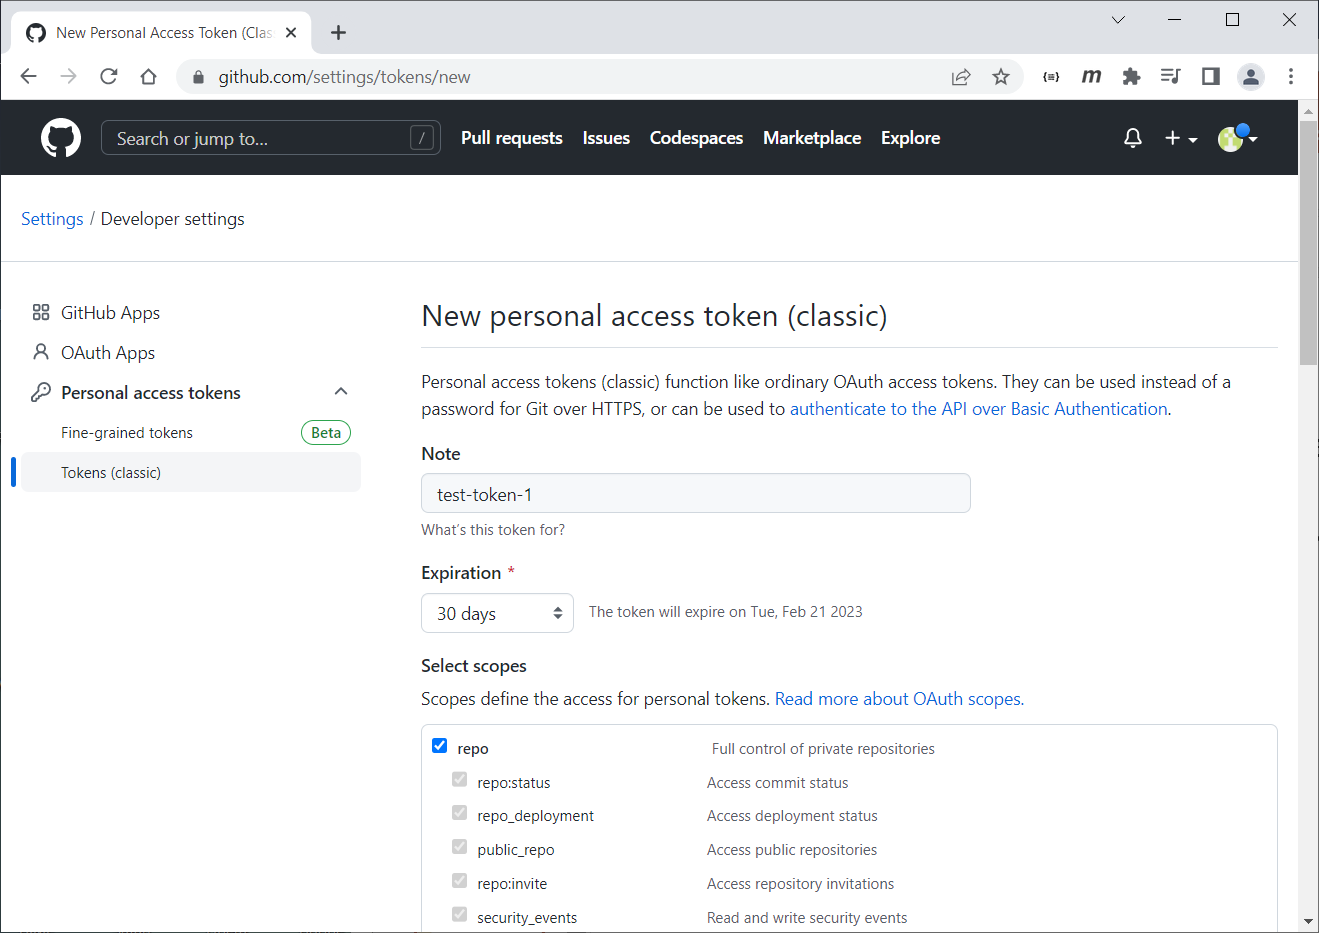 New Personal Access Token (Clas
github.com/settings/tokens/new
Search or jump to...
/
Pull requests
Issues
Codespaces
Marketplace
Explore
Settings / Developer settings
GitHub Apps
OAuth Apps
Personal access tokens
Fine-grained tokens
Beta
Tokens (classic)
New personal access token (classic)
Personal access tokens (classic) function like ordinary OAuth access tokens. They can be used instead of a
password for Git over HTTPS, or can be used to authenticate to the API over Basic Authentication.
Note
test-token-1
What's this token for?
Expiration *
30 days
The token will expire on Tue, Feb 21 2023
Select scopes
Scopes define the access for personal tokens. Read more about OAuth scopes.
repo Full control of private repositories
repo:status Access commit status
repo_deployment Access deployment status
public_repo Access public repositories
repo:invite Access repository invitations
security_events Read and write security events